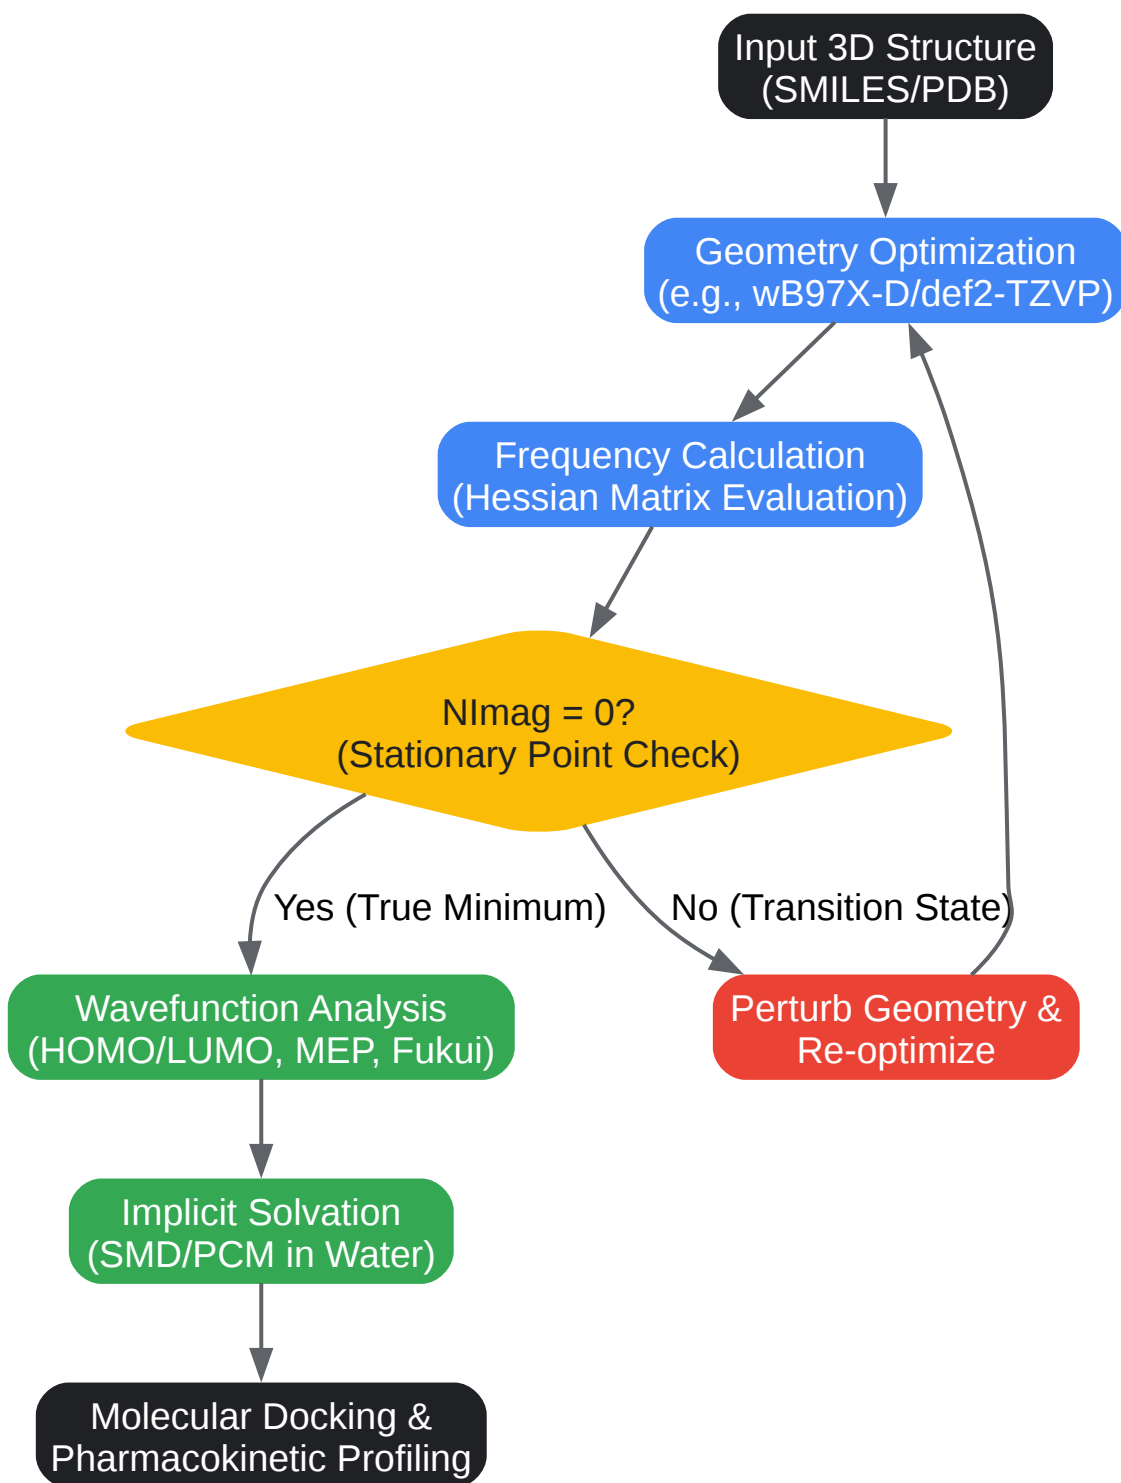 Input 3D Structure
(SMILES/PDB)
Geometry Optimization
(e.g., wB97X-D/def2-TZVP)
Frequency Calculation
(Hessian Matrix Evaluation)
NImag = 0?
(Stationary Point Check)
Yes (True Minimum)
No (Transition State)
Wavefunction Analysis
(HOMO/LUMO, MEP, Fukui)
Perturb Geometry &
Re-optimize
Implicit Solvation
(SMD/PCM in Water)
Molecular Docking &
Pharmacokinetic Profiling